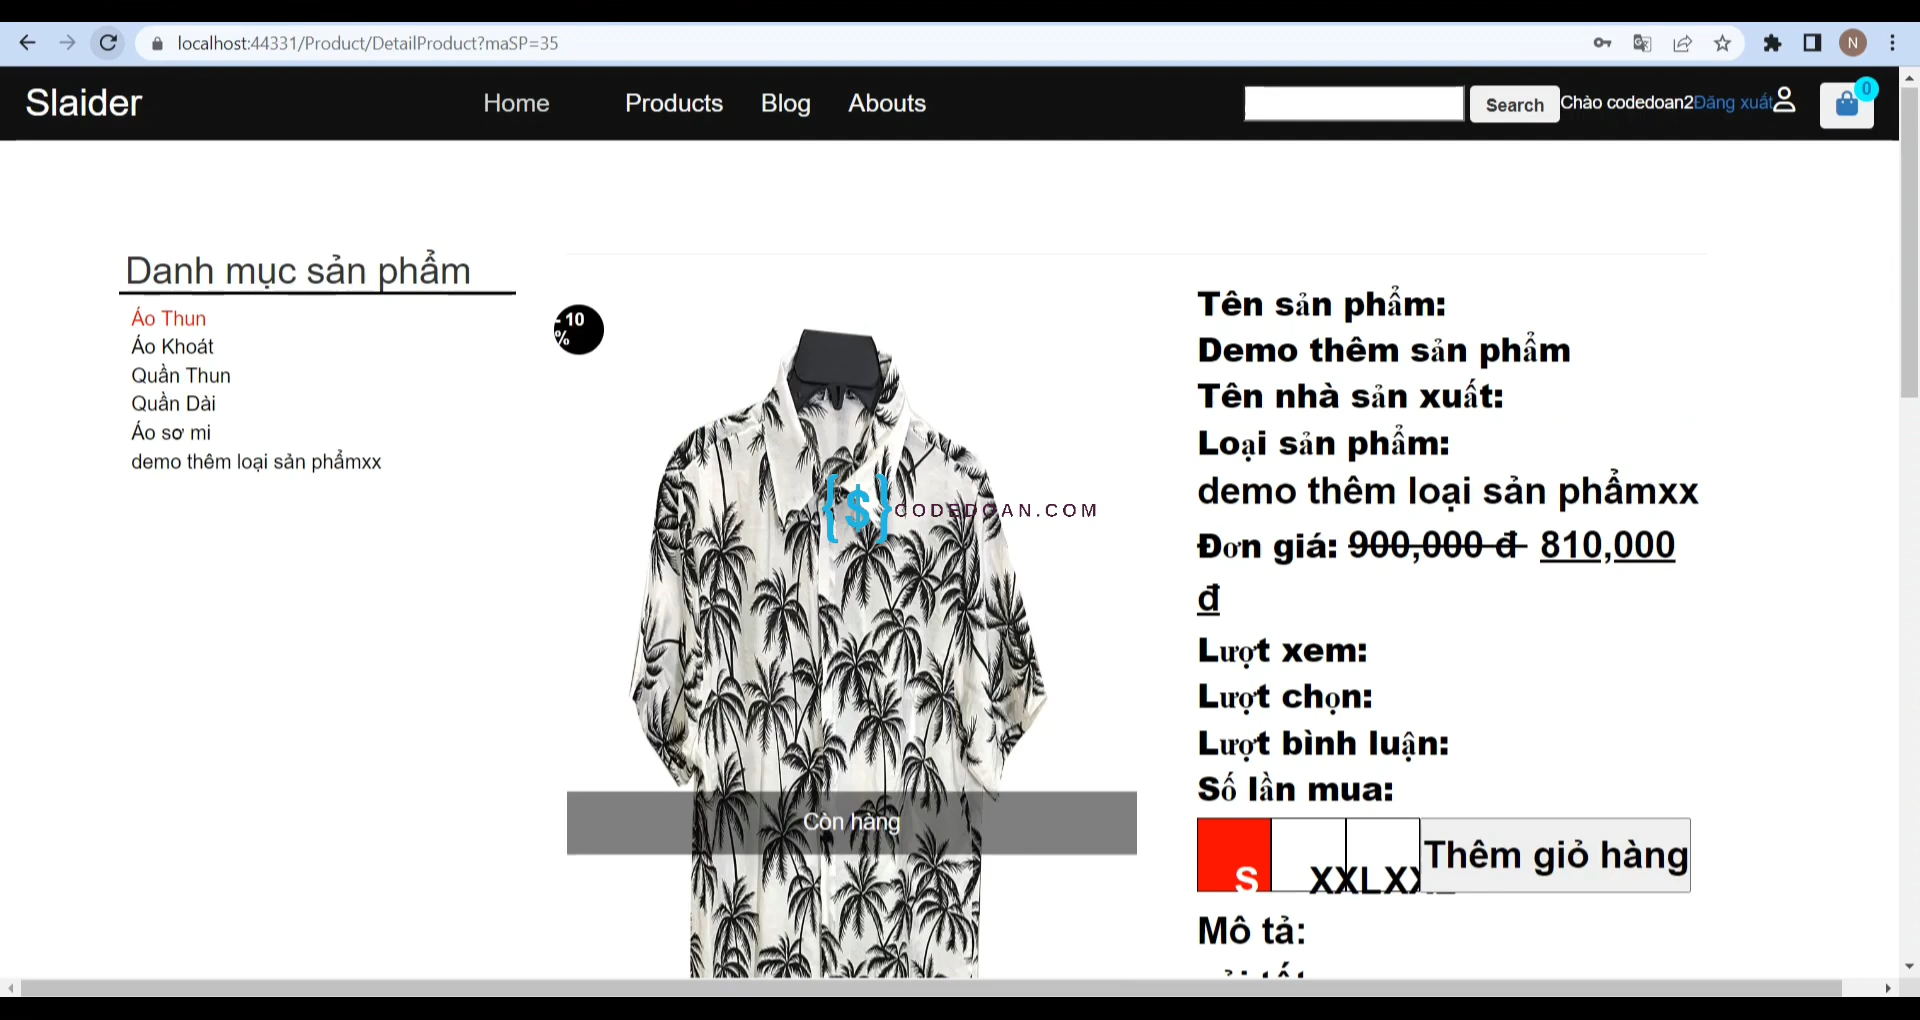 localhost:44331/Product/DetailProduct?maSP=35
N
Slaider
Home
Products
Blog
Abouts
Search
Chào codedoan2
Đăng xuất
0
Danh mục sản phẩm
Áo Thun
Áo Khoát
Quần Thun
Quần Dài
Áo sơ mi
demo thêm loại sản phẩmxx
- 10
%
{$}CODEDOAN.COM
Còn hàng
Tên sản phẩm:
Demo thêm sản phẩm
Tên nhà sản xuất:
Loại sản phẩm:
demo thêm loại sản phẩmxx
Đơn giá: 900,000 đ 810,000
đ
Lượt xem:
Lượt chọn:
Lượt bình luận:
Số lần mua:
S
XXL
Thêm giỏ hàng
Mô tả: